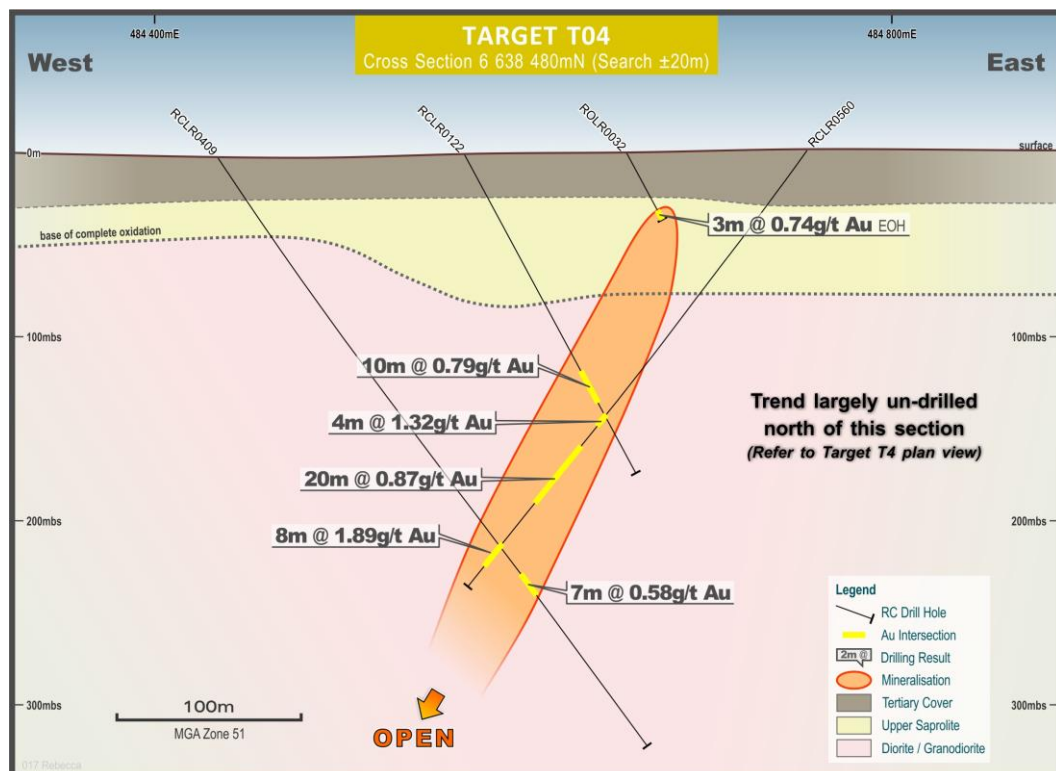 484 400mE
TARGET T04
484 800mE
West
Cross Section 6 638 480mN (Search ±20m)
East
RCLR0409
RCLR0122
ROLR0032
RCLR0560
0m
surface
3m @ 0.74g/t Au EOH
base of complete oxidation
100mbs
100mbs
10m @ 0.79g/t Au
4m @ 1.32g/t Au
Trend largely un-drilled
north of this section
(Refer to Target T4 plan view)
20m @ 0.87g/t Au
200mbs
200mbs
8m @ 1.89g/t Au
7m @ 0.58g/t Au
Legend
RC Drill Hole
Au Intersection
2m @
Drilling Result
Mineralisation
Tertiary Cover
Upper Saprolite
Diorite / Granodiorite
300mbs
300mbs
100m
MGA Zone 51
OPEN
017 Rebecca